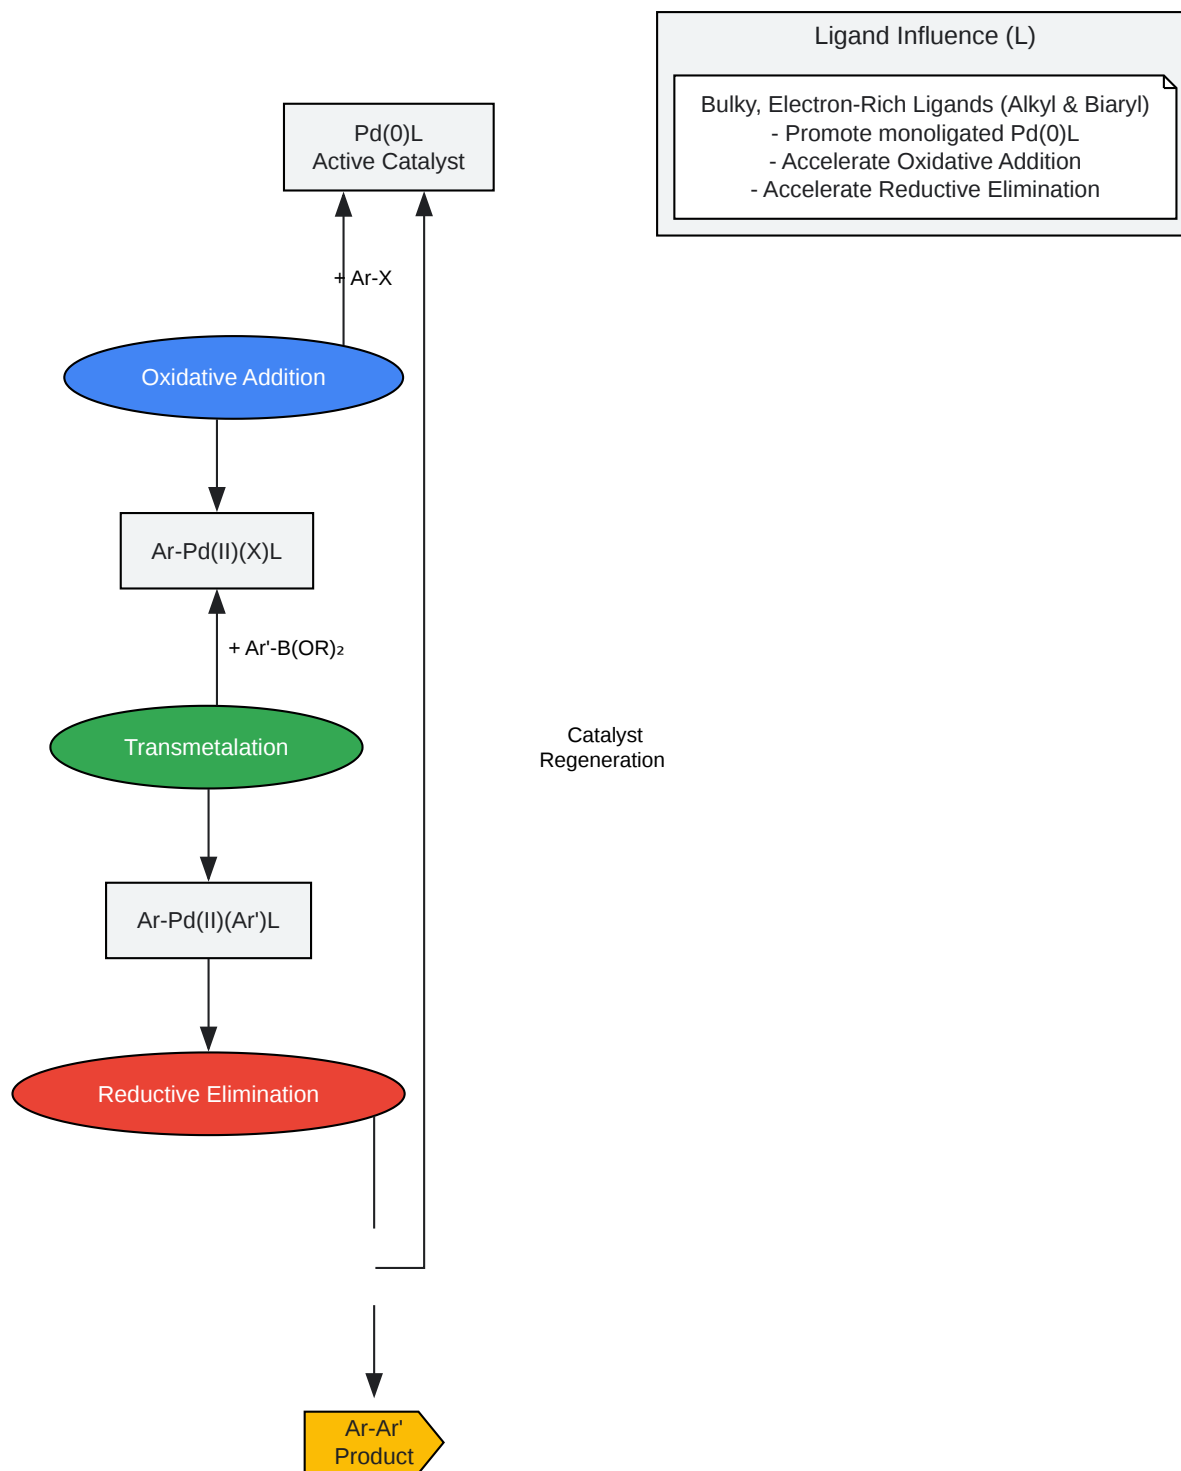 Ligand Influence (L)
Bulky, Electron-Rich Ligands (Alkyl & Biaryl)
- Promote monoligated Pd(0)L
- Accelerate Oxidative Addition
- Accelerate Reductive Elimination
Pd(0)L
Active Catalyst
+ Ar-X
Oxidative Addition
Ar-Pd(II)(X)L
+ Ar'-B(OR)₂
Transmetalation
Catalyst
Regeneration
Ar-Pd(II)(Ar')L
Reductive Elimination
Ar-Ar'
Product